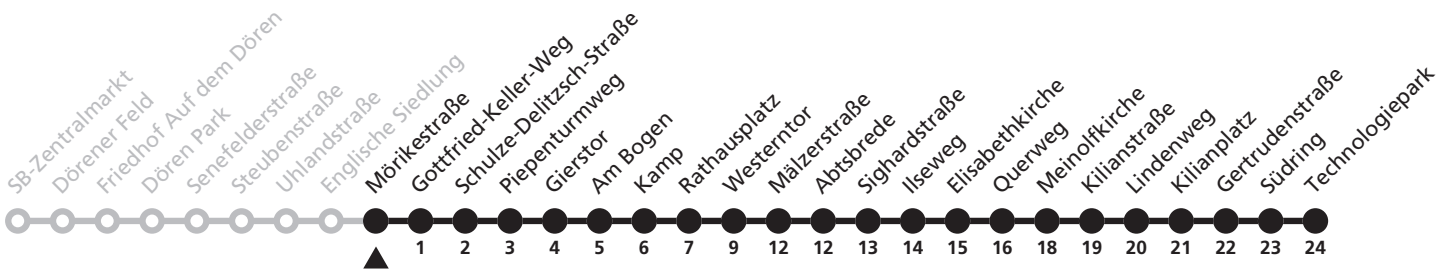 SB-Zentralmarkt
Dörener Feld
Friedhof Auf dem Dören
Dören Park
Senefelderstraße
Steubenstraße
Uhlandstraße
Englische Siedlung
Mörikestraße
Gottfried-Keller-Weg
Schulze-Delitzsch-Straße
Piepenturmweg
Gierstor
Am Bogen
Kamp
Rathausplatz
Westerntor
Mälzerstraße
Abtsbrede
Sighardstraße
Ilseweg
Elisabethkirche
Querweg
Meinolfkirche
Kilianstraße
Lindenweg
Kilianplatz
Gertrudenstraße
Südring
Technologiepark
1 2 3 4 5 6 7 9 12 12 13 14 15 16 18 19 20 21 22 23 24